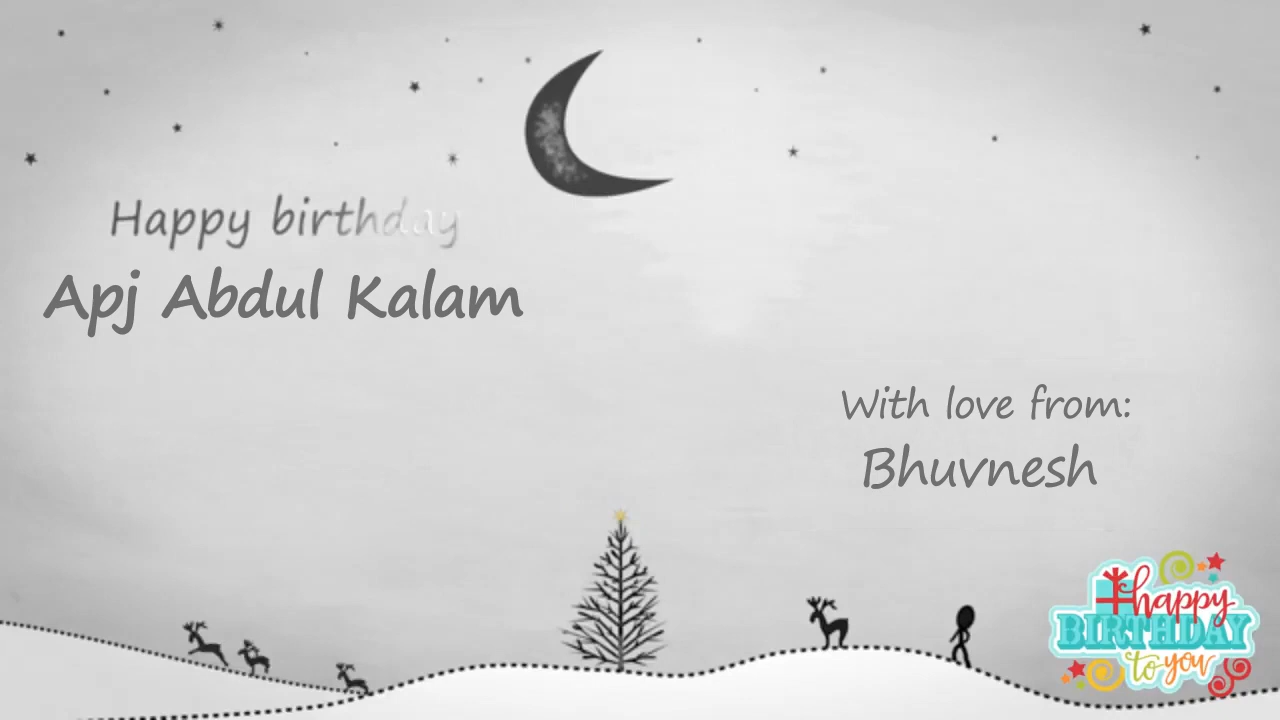 Happy birthday
Apj Abdul Kalam
With love from:
Bhuvnesh
happy
BIRTHDAY
to you